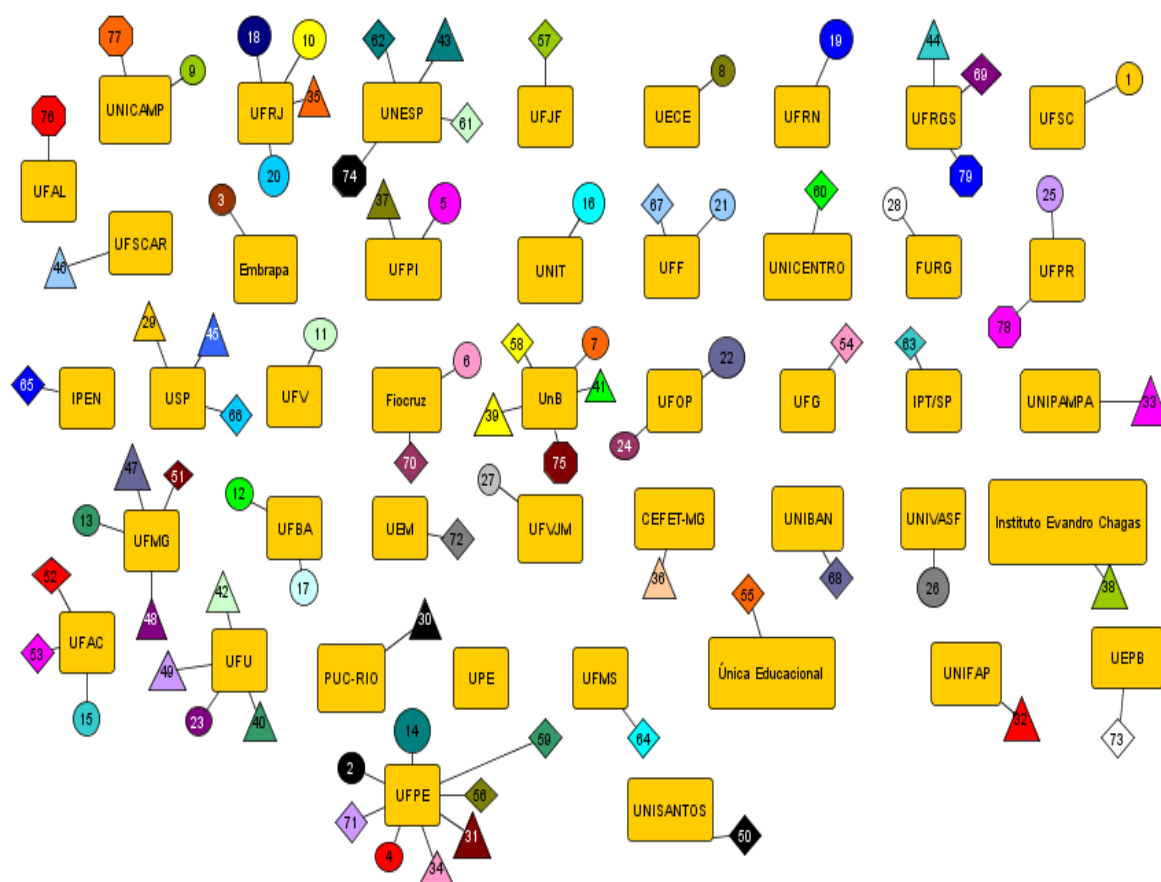 77
9
18
10
62
43
57
8
19
44
69
1
UNICAMP
UFRJ
35
UNESP
61
UFJF
UECE
UFRN
UFRGS
UFSC
76
20
74
79
UFAL
3
37
5
16
67
21
60
28
25
UFSCAR
46
Embrapa
UFPI
UNIT
UFF
UNICENTRO
FURG
UFPR
78
29
45
11
6
58
7
22
54
63
65
IPEN
USP
66
UFV
Fiocruz
39
UnB
41
UFOP
UFG
IPT/SP
UNIPAMPA
33
24
70
75
47
51
12
27
13
UFMG
UFBA
UEM
72
UFVJM
CEFET-MG
UNIBAN
UNIVASF
Instituto Evandro Chagas
52
42
17
36
68
26
38
55
48
30
53
UFAC
49
UFU
PUC-RIO
UPE
UFMS
Única Educacional
UNIFAP
UEPB
15
23
40
14
59
64
32
73
2
UFPE
56
71
31
UNISANTOS
50
4
34